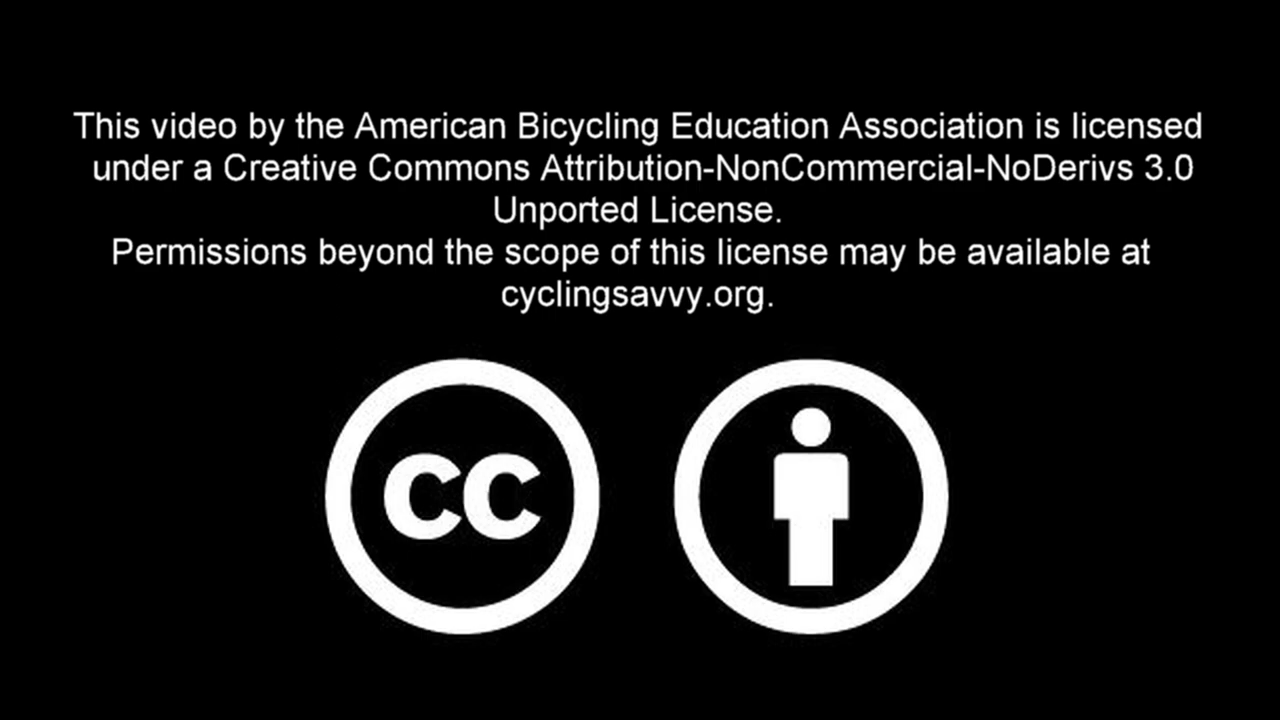 This video by the American Bicycling Education Association is licensed
under a Creative Commons Attribution-NonCommercial-NoDerivs 3.0
Unported License.
Permissions beyond the scope of this license may be available at
cyclingsavvy.org.
cc